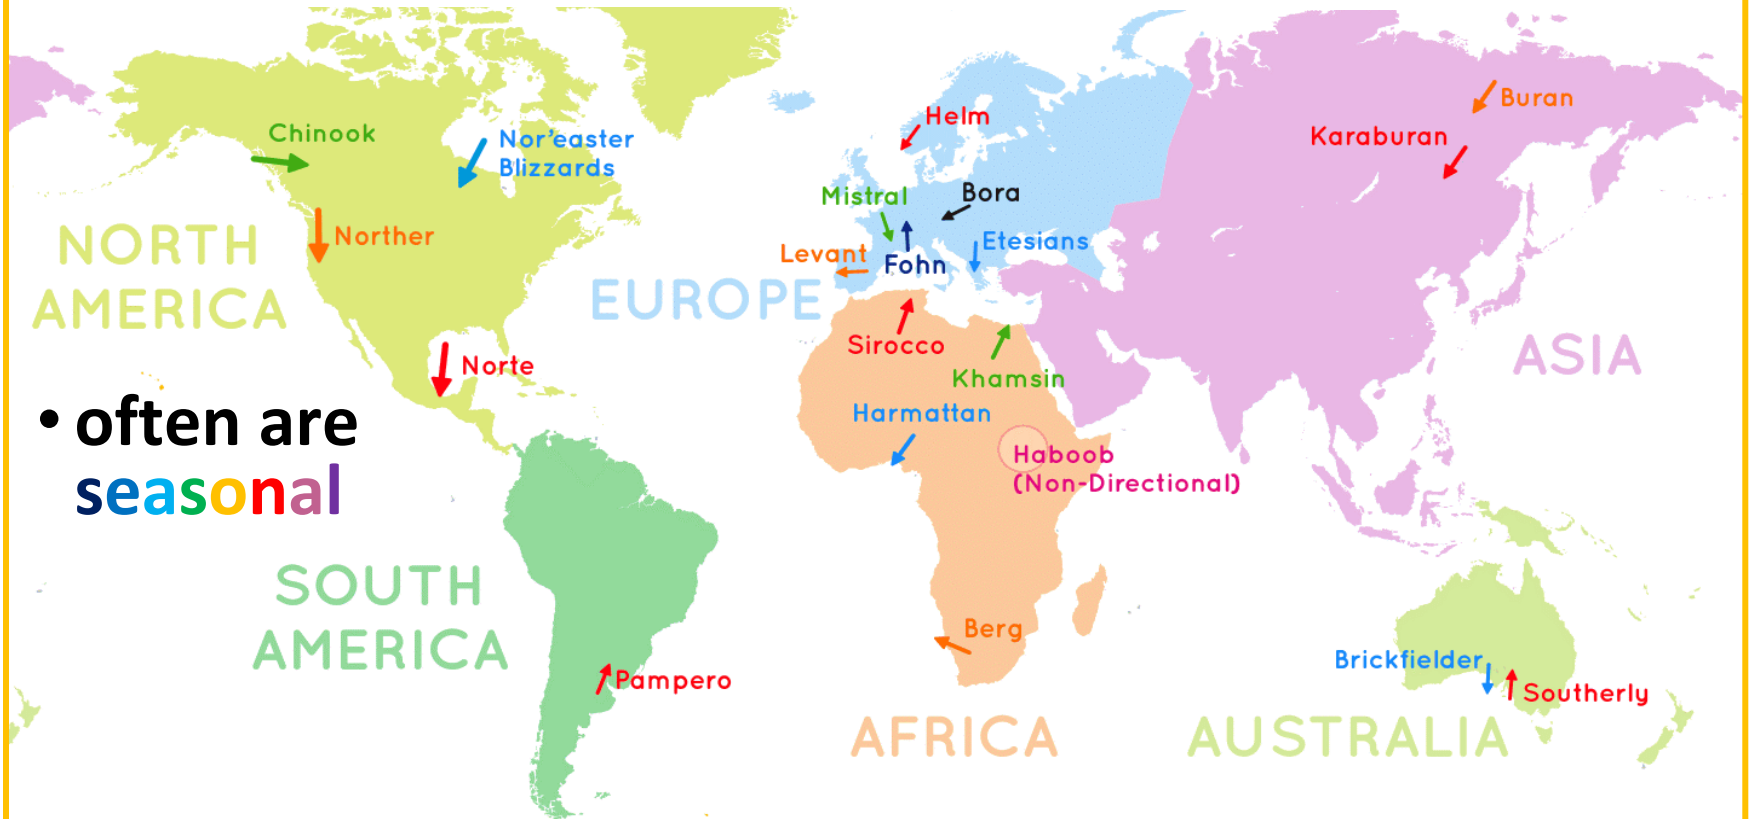 Chinook
Nor'easter
Blizzards
Norther
NORTH
AMERICA
Norte
• often are
seasonal
SOUTH
AMERICA
Pampero
Helm
Mistral
Bora
Levant
Fohn
Etesians
EUROPE
Sirocco
Khamsin
Harmattan
Haboob
(Non-Directional)
Berg
AFRICA
Buran
Karaburan
ASIA
Brickfielder
Southerly
AUSTRALIA